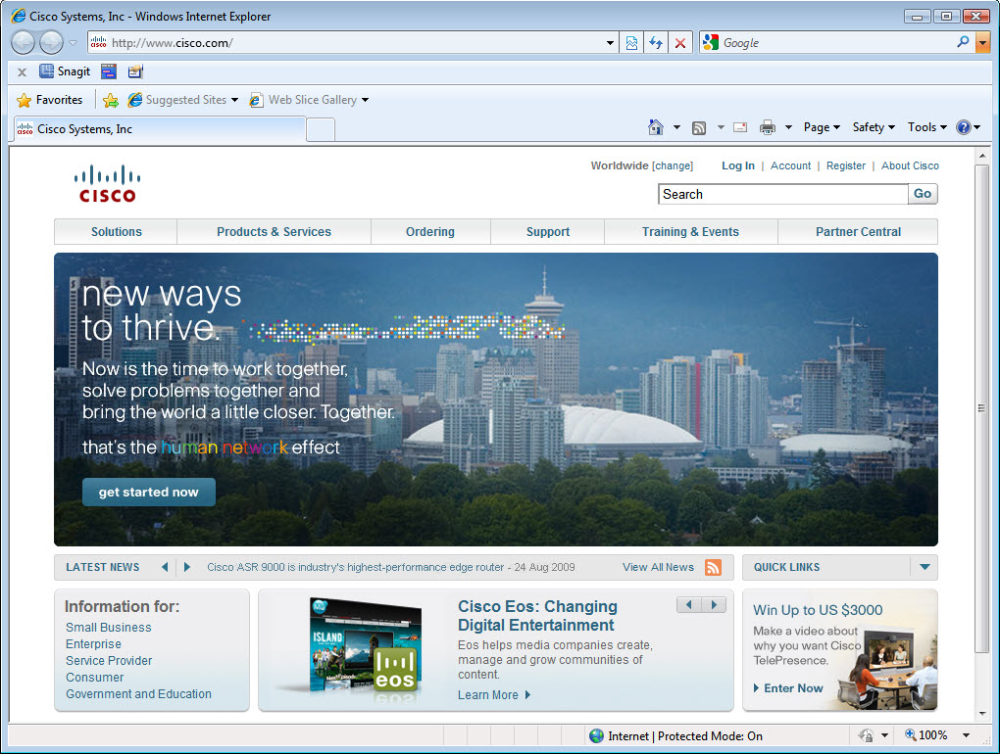 Cisco Systems, Inc - Windows Internet Explorer
http://www.cisco.com/
Google
x Snagit
Favorites Suggested Sites Web Slice Gallery
Cisco Systems, Inc
Page Safety Tools
CISCO
Worldwide [change] Log In | Account | Register | About Cisco
Search Go
Solutions Products & Services Ordering Support Training & Events Partner Central
new ways
to thrive.
Now is the time to work together,
solve problems together and
bring the world a little closer. Together.
that's the human network effect
get started now
LATEST NEWS Cisco ASR 9000 is industry's highest-performance edge router - 24 Aug 2009 View All News
QUICK LINKS
Information for:
Small Business
Enterprise
Service Provider
Consumer
Government and Education
ISLAND
eos
Cisco Eos: Changing
Digital Entertainment
Eos helps media companies create,
manage and grow communities of
content.
Learn More
Win Up to US $3000
Make a video about
why you want Cisco
TelePresence.
Enter Now
Internet | Protected Mode: On
100%